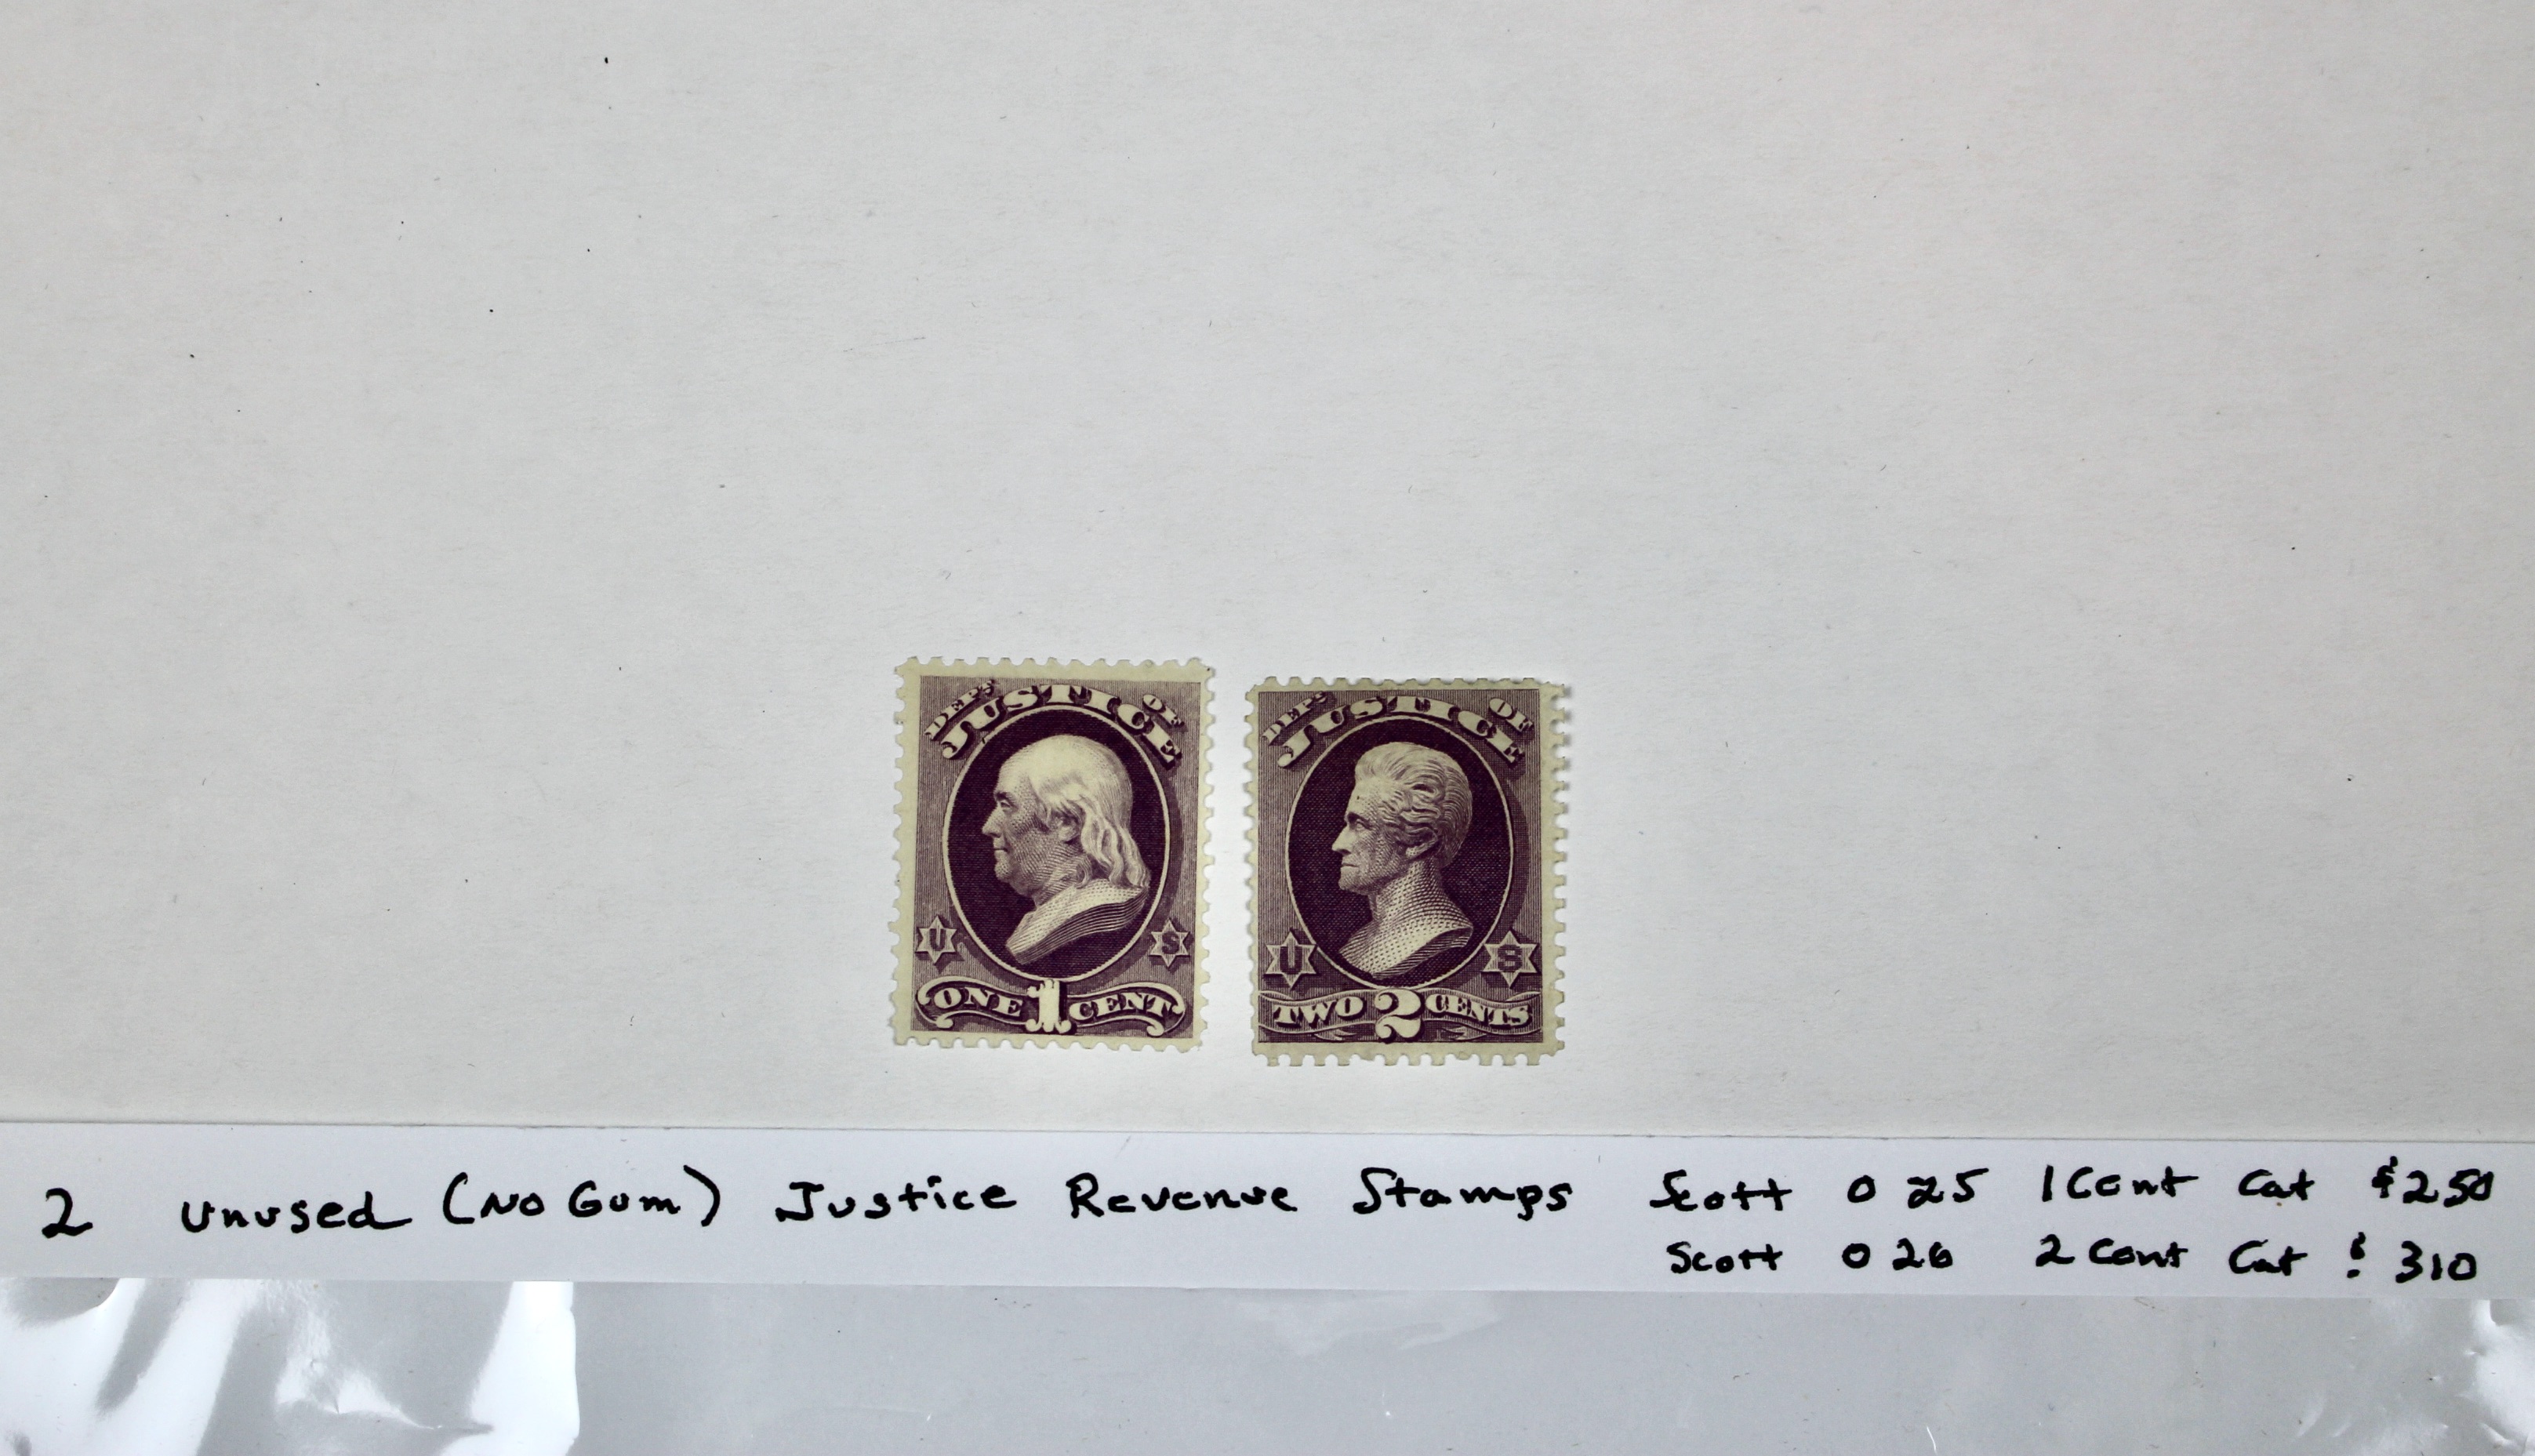 DEPT. OF
JUSTICE
U S
ONE 1 CENT
DEPT. OF
JUSTICE
U S
TWO 2 CENTS
2 unused (No Gum) Justice Revenue Stamps Scott O 25 1 Cent Cat $250
Scott O 26 2 Cent Cat $ 310